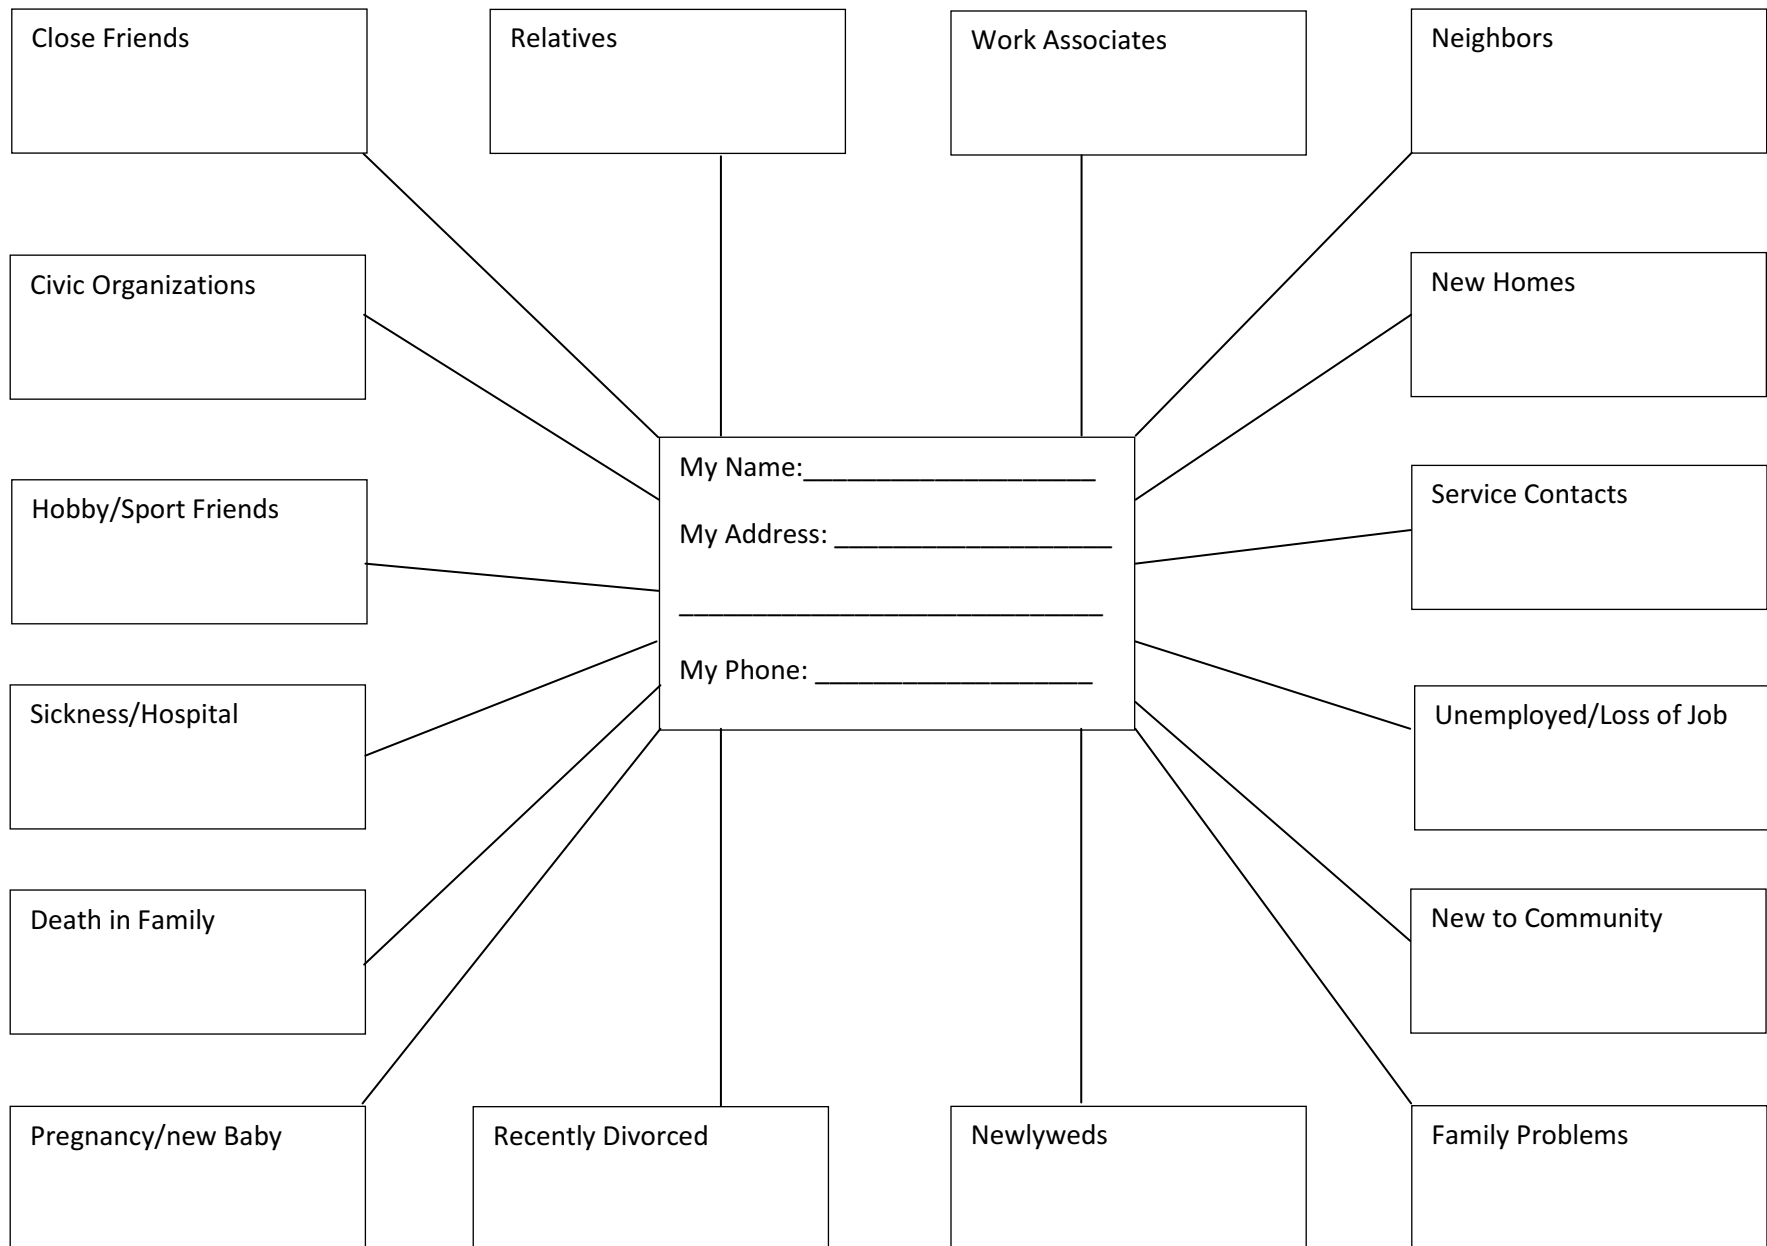 Close Friends
Relatives
Work Associates
Neighbors
Civic Organizations
New Homes
My Name:____________________
Hobby/Sport Friends
Service Contacts
My Address: ___________________
_____________________________
My Phone: ___________________
Sickness/Hospital
Unemployed/Loss of Job
Death in Family
New to Community
Pregnancy/new Baby
Recently Divorced
Newlyweds
Family Problems